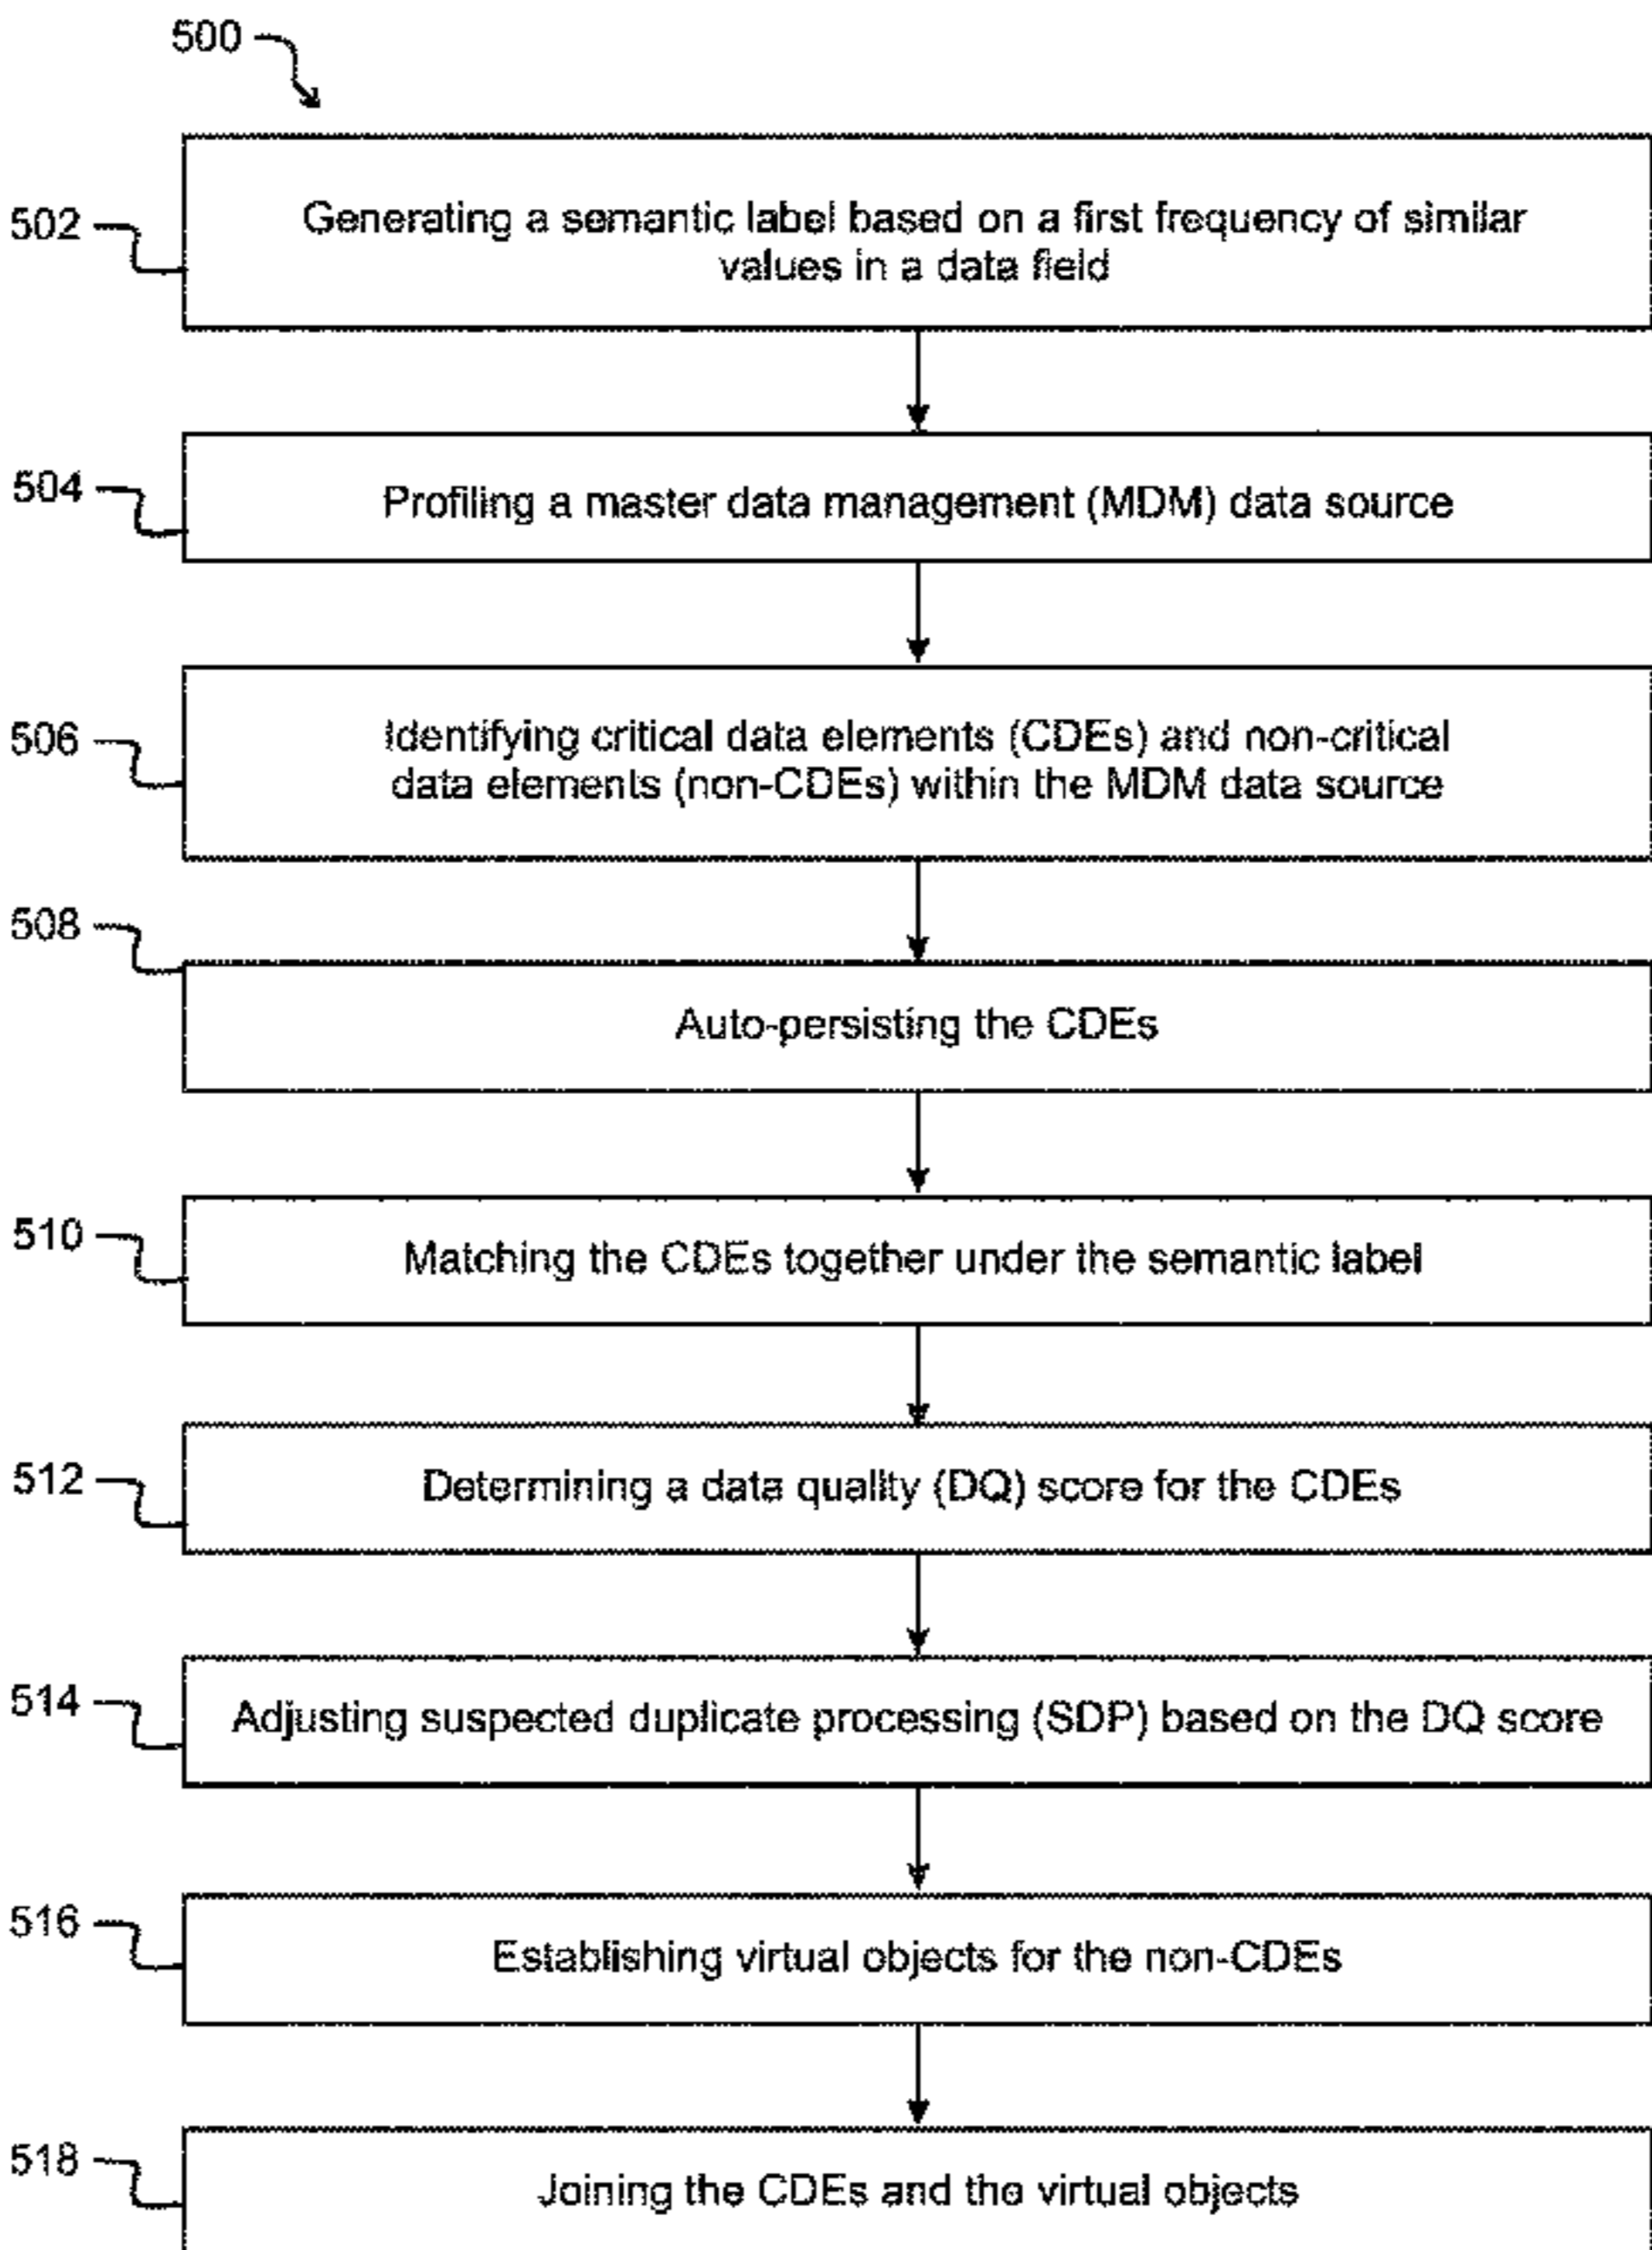 500
502
Generating a semantic label based on a first frequency of similar
values in a data field
504
Profiling a master data management (MDM) data source
506
Identifying critical data elements (CDEs) and non-critical
data elements (non-CDEs) within the MDM data source
508
Auto-persisting the CDEs
510
Matching the CDEs together under the semantic label
512
Determining a data quality (DQ) score for the CDEs
514
Adjusting suspected duplicate processing (SDP) based on the DQ score
516
Establishing virtual objects for the non-CDEs
518
Joining the CDEs and the virtual objects